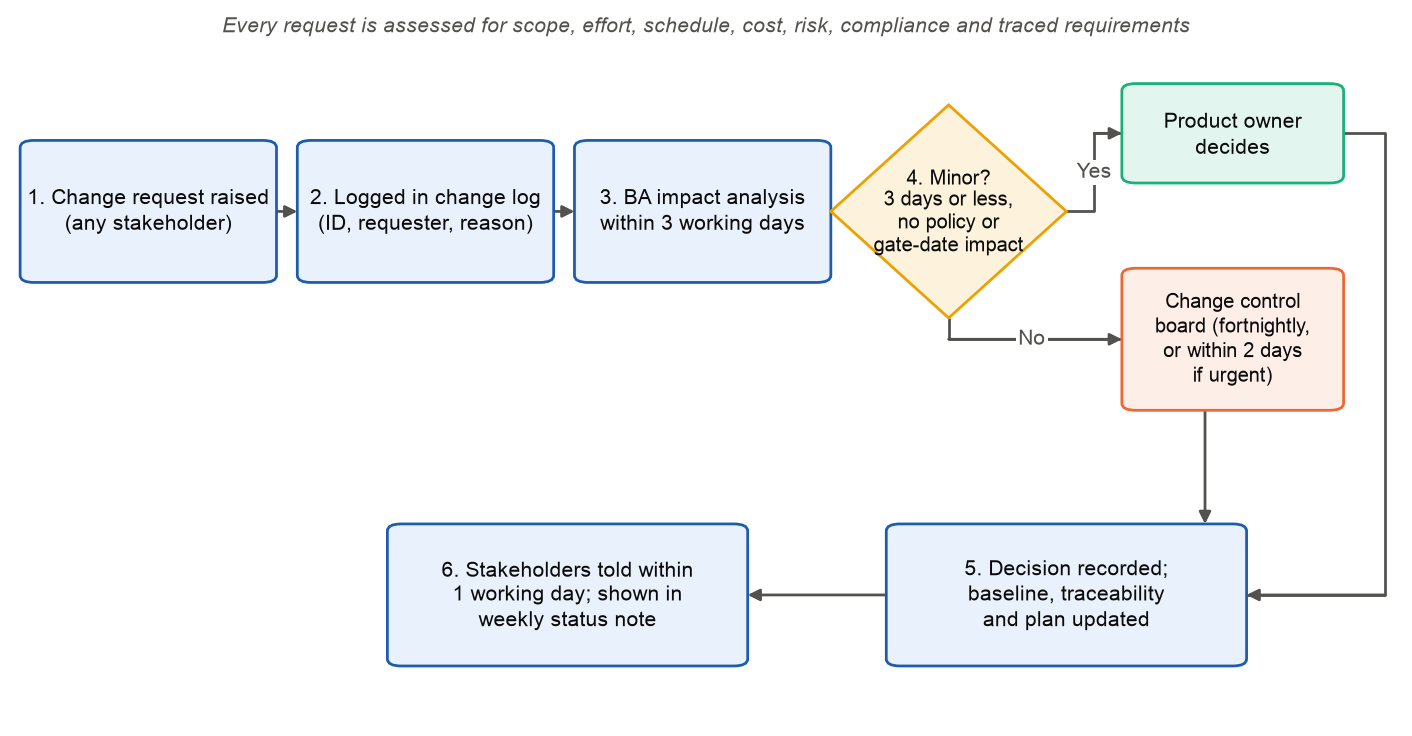 Every request is assessed for scope, effort, schedule, cost, risk, compliance and traced requirements
1. Change request raised
(any stakeholder)
2. Logged in change log
(ID, requester, reason)
3. BA impact analysis
within 3 working days
4. Minor?
3 days or less,
no policy or
gate-date impact
Yes
Product owner
decides
No
Change control
board (fortnightly,
or within 2 days
if urgent)
5. Decision recorded;
baseline, traceability
and plan updated
6. Stakeholders told within
1 working day; shown in
weekly status note